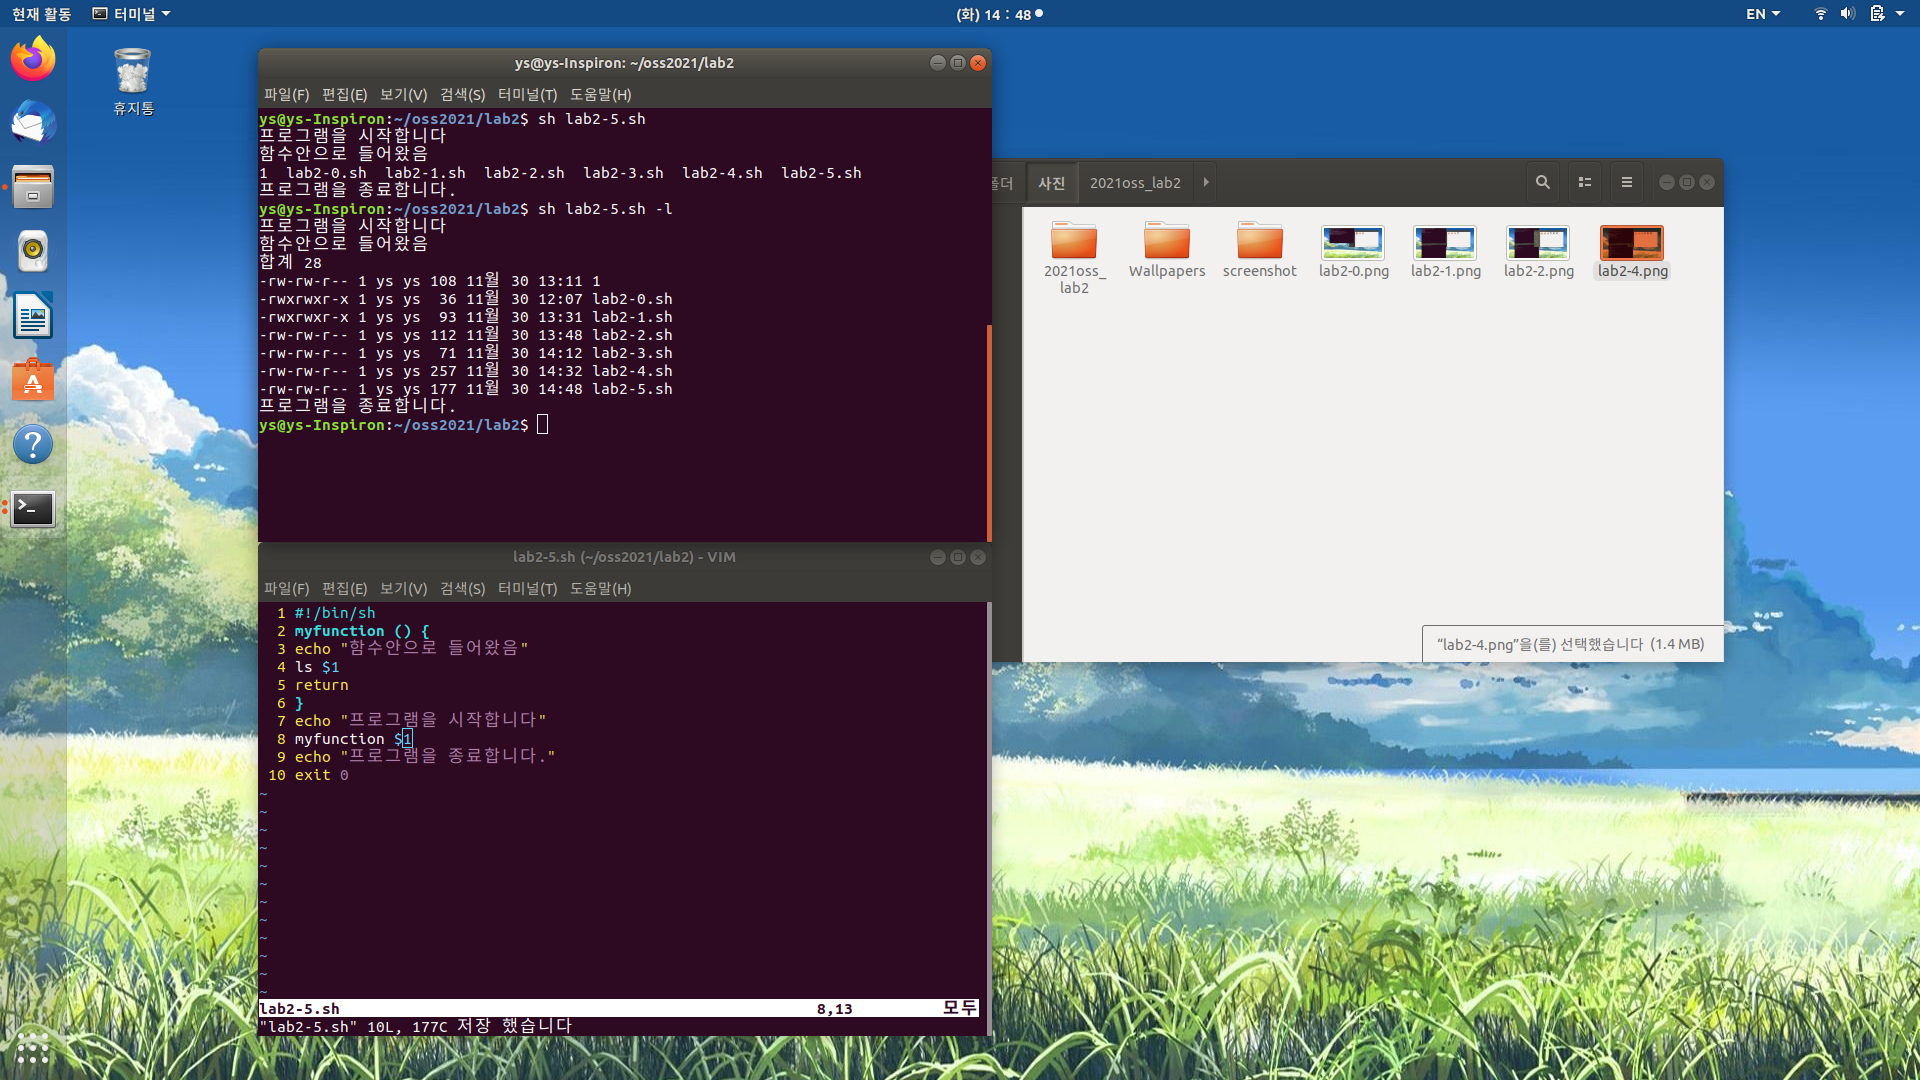 현재 활동 터미널 (화) 14 : 48 EN
휴지통
ys@ys-Inspiron: ~/oss2021/lab2
파일(F) 편집(E) 보기(V) 검색(S) 터미널(T) 도움말(H)
ys@ys-Inspiron:~/oss2021/lab2$ sh lab2-5.sh
프로그램을 시작합니다
함수안으로 들어왔음
1  lab2-0.sh  lab2-1.sh  lab2-2.sh  lab2-3.sh  lab2-4.sh  lab2-5.sh
프로그램을 종료합니다.
ys@ys-Inspiron:~/oss2021/lab2$ sh lab2-5.sh -l
프로그램을 시작합니다
함수안으로 들어왔음
합계 28
-rw-rw-r-- 1 ys ys 108 11월 30 13:11 1
-rwxrwxr-x 1 ys ys  36 11월 30 12:07 lab2-0.sh
-rwxrwxr-x 1 ys ys  93 11월 30 13:31 lab2-1.sh
-rw-rw-r-- 1 ys ys 112 11월 30 13:48 lab2-2.sh
-rw-rw-r-- 1 ys ys  71 11월 30 14:12 lab2-3.sh
-rw-rw-r-- 1 ys ys 257 11월 30 14:32 lab2-4.sh
-rw-rw-r-- 1 ys ys 177 11월 30 14:48 lab2-5.sh
프로그램을 종료합니다.
ys@ys-Inspiron:~/oss2021/lab2$
lab2-5.sh (~/oss2021/lab2) - VIM
파일(F) 편집(E) 보기(V) 검색(S) 터미널(T) 도움말(H)
1 #!/bin/sh
2 myfunction () {
3 echo "함수안으로 들어왔음"
4 ls $1
5 return
6 }
7 echo "프로그램을 시작합니다"
8 myfunction $1
9 echo "프로그램을 종료합니다."
10 exit 0
~
~
~
~
~
~
~
~
~
~
~
~
lab2-5.sh 8,13 모두
"lab2-5.sh" 10L, 177C 저장 했습니다
사진 2021oss_lab2
2021oss_
lab2
Wallpapers
screenshot
lab2-0.png
lab2-1.png
lab2-2.png
lab2-4.png
“lab2-4.png”을(를) 선택했습니다 (1.4 MB)